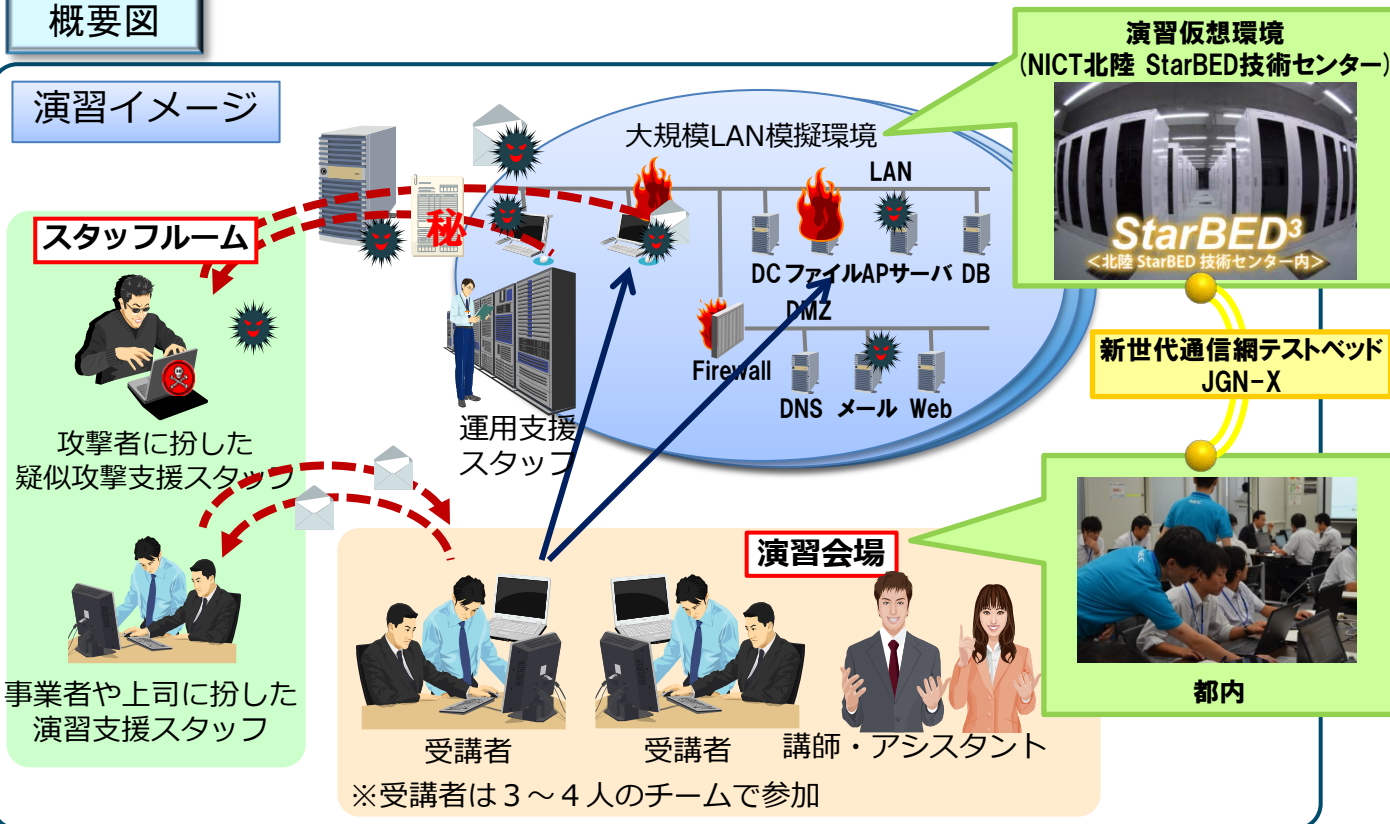 概要図
演習イメージ
演習仮想環境
(NICT北陸 StarBED技術センター)
大規模LAN模擬環境
LAN
StarBED³
＜北陸 StarBED 技術センター内＞
秘
スタッフルーム
DC ファイル APサーバ DB
DMZ
Firewall
DNS メール Web
新世代通信網テストベッド
JGN-X
攻撃者に扮した
疑似攻撃支援スタッフ
運用支援
スタッフ
演習会場
事業者や上司に扮した
演習支援スタッフ
受講者
受講者
講師・アシスタント
都内
※受講者は３～４人のチームで参加